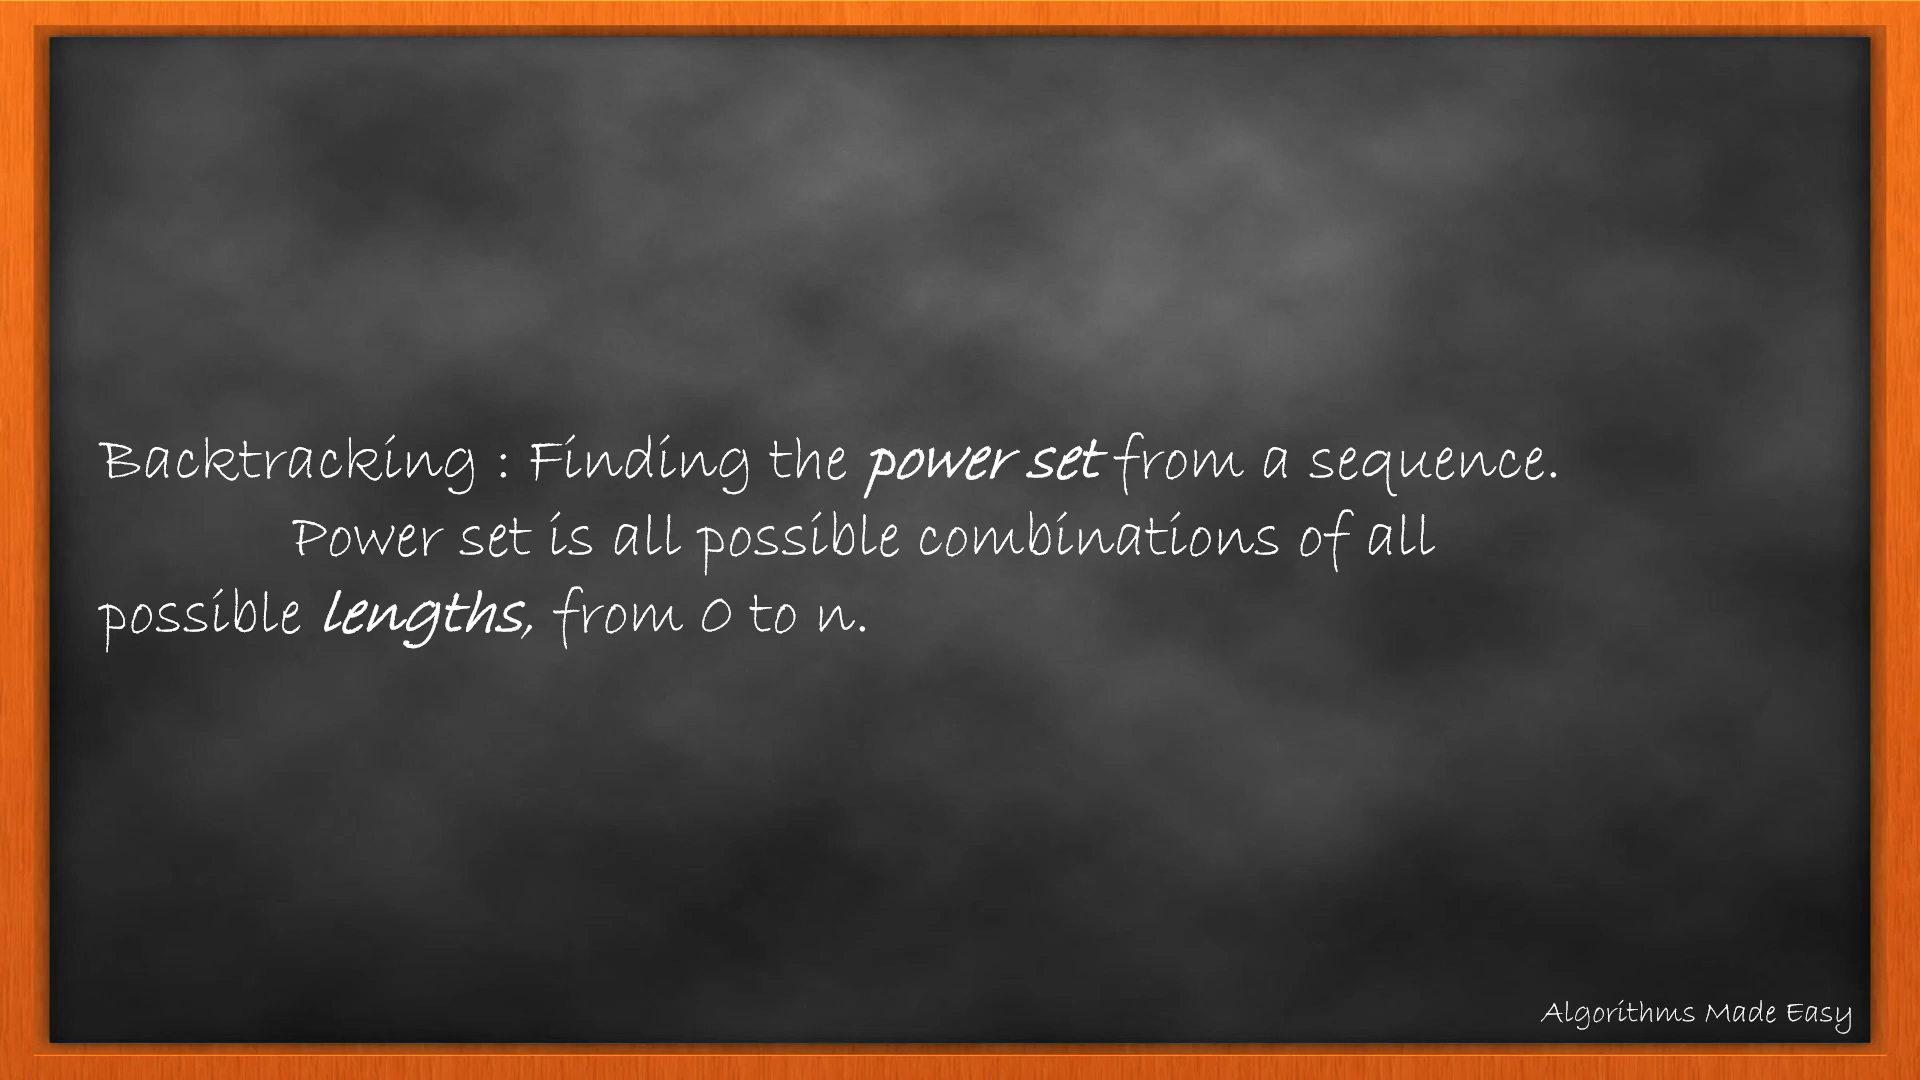 Backtracking : Finding the power set from a sequence.
Power set is all possible combinations of all
possible lengths, from 0 to n.
Algorithms Made Easy